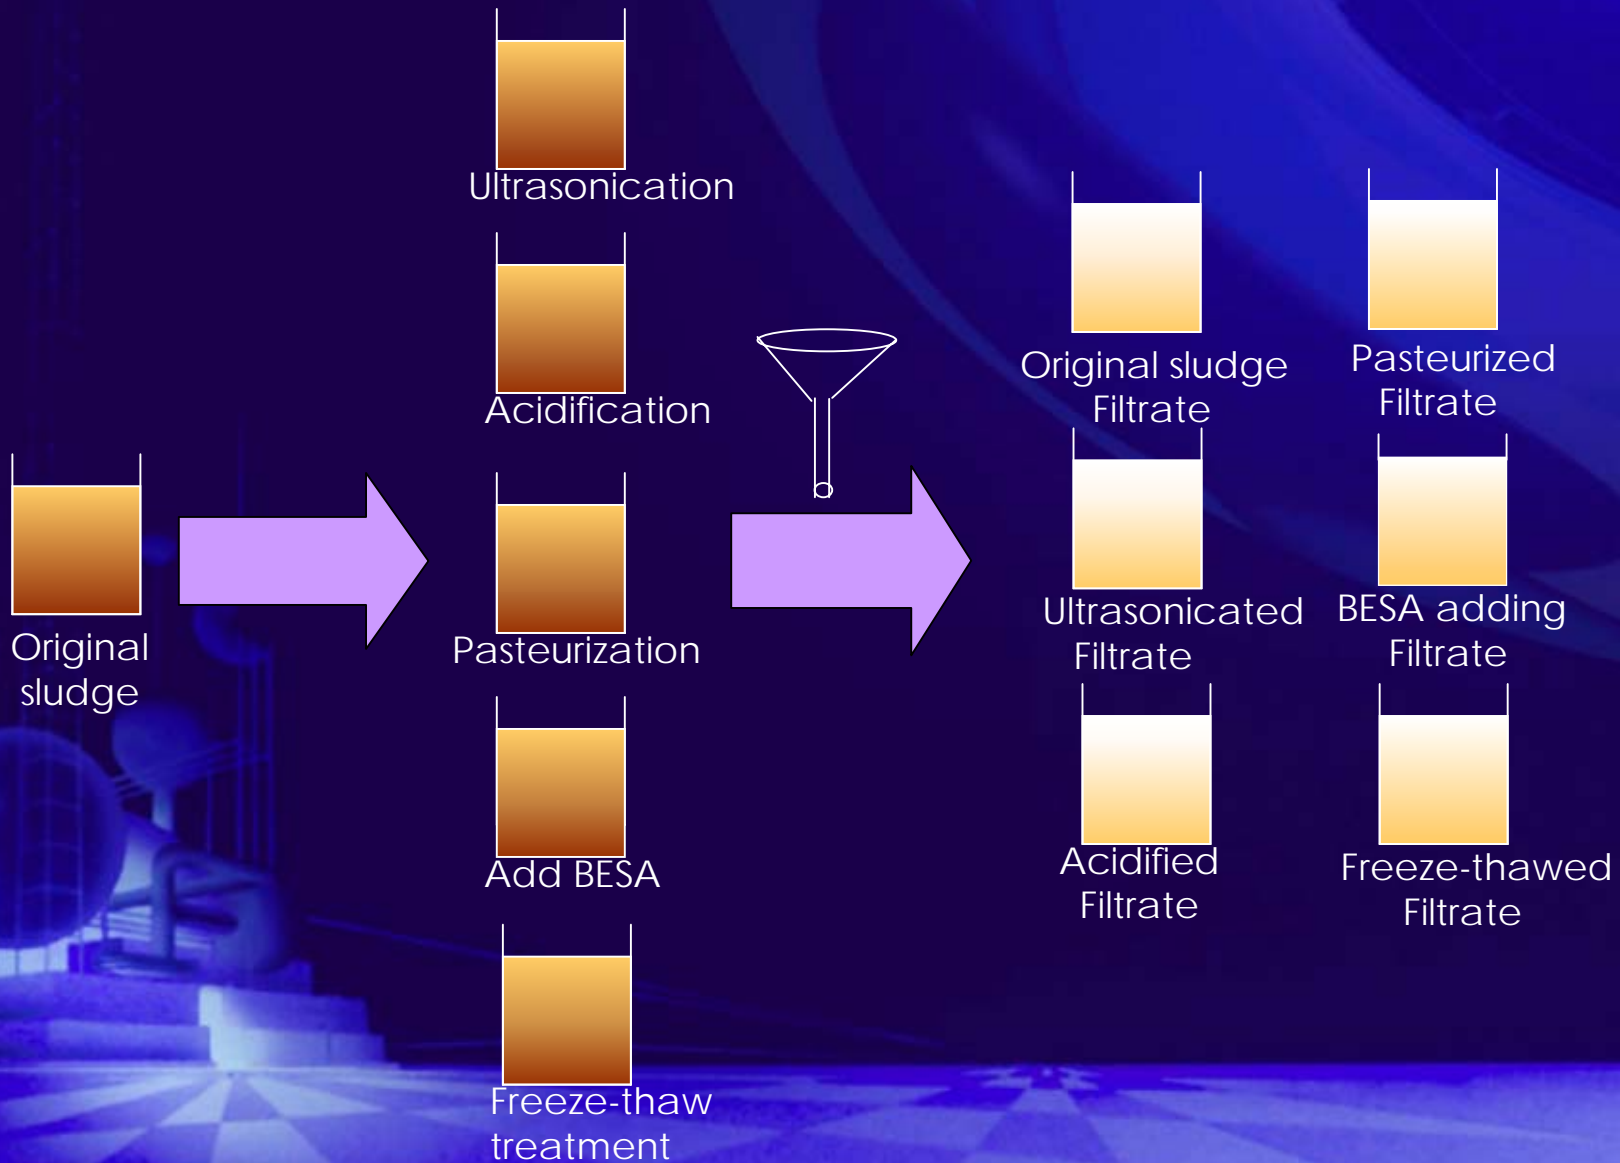 Original
sludge
Ultrasonication
Acidification
Pasteurization
Add BESA
Freeze-thaw
treatment
Original sludge
Filtrate
Pasteurized
Filtrate
Ultrasonicated
Filtrate
BESA adding
Filtrate
Acidified
Filtrate
Freeze-thawed
Filtrate